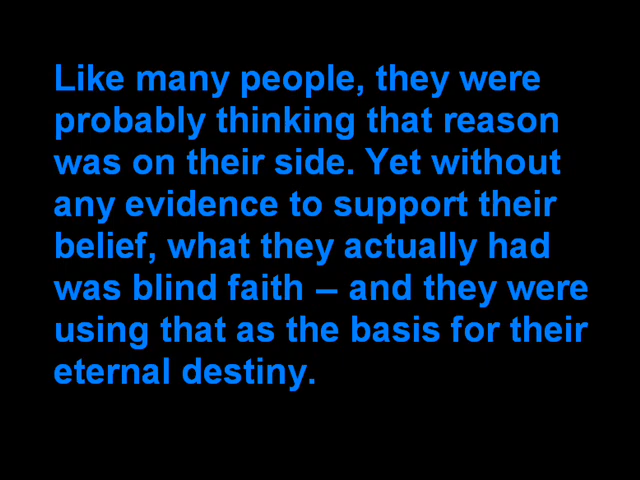 Like many people, they were
probably thinking that reason
was on their side. Yet without
any evidence to support their
belief, what they actually had
was blind faith – and they were
using that as the basis for their
eternal destiny.